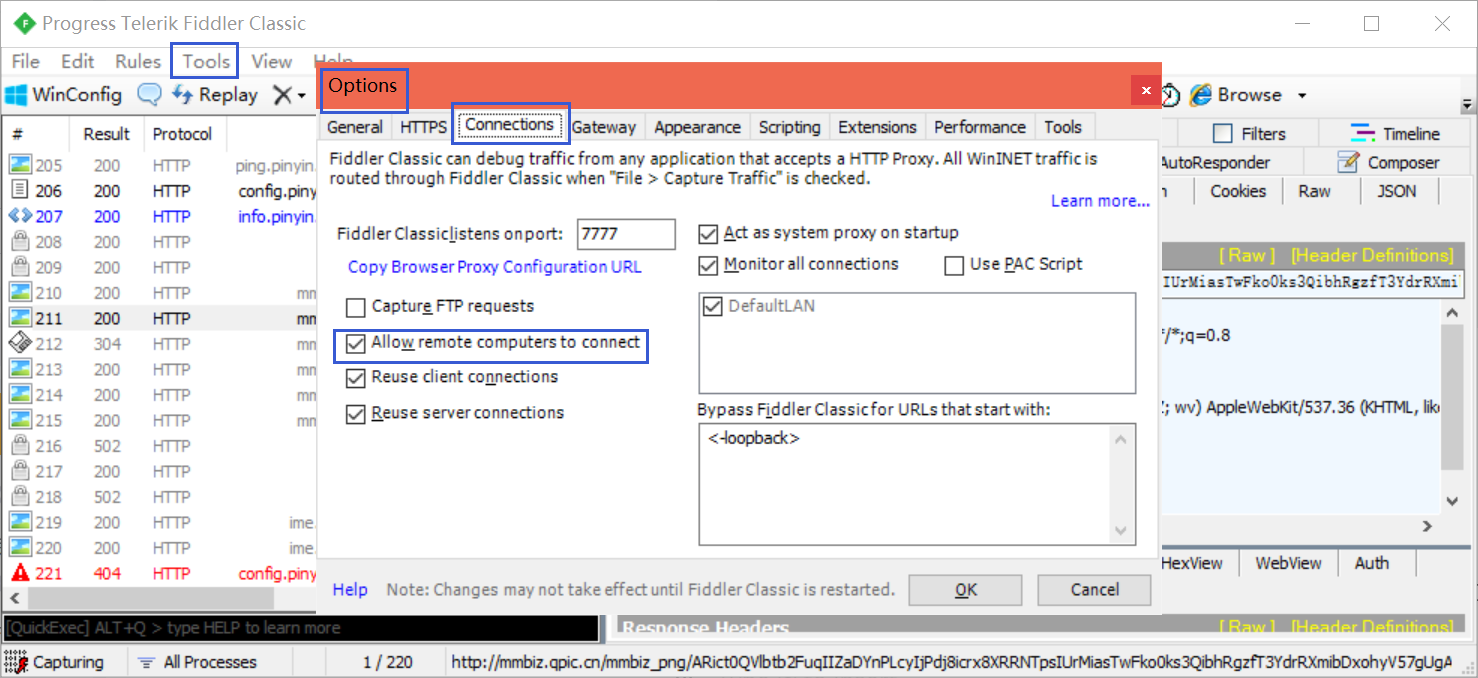 Progress Telerik Fiddler Classic
File Edit Rules Tools View Help
WinConfig Replay Browse
# Result Protocol
205 200 HTTP ping.pinyin.
206 200 HTTP config.piny
207 200 HTTP info.pinyin.
208 200 HTTP
209 200 HTTP
210 200 HTTP mm
211 200 HTTP mm
212 304 HTTP mm
213 200 HTTP mm
214 200 HTTP mm
215 200 HTTP mm
216 502 HTTP
217 200 HTTP
218 502 HTTP
219 200 HTTP ime.
220 200 HTTP ime.
221 404 HTTP config.piny
Options
General HTTPS Connections Gateway Appearance Scripting Extensions Performance Tools
Fiddler Classic can debug traffic from any application that accepts a HTTP Proxy. All WinINET traffic is
routed through Fiddler Classic when "File > Capture Traffic" is checked.
Learn more...
Fiddler Classic listens on port: 7777
Copy Browser Proxy Configuration URL
Capture FTP requests
Allow remote computers to connect
Reuse client connections
Reuse server connections
Act as system proxy on startup
Monitor all connections Use PAC Script
DefaultLAN
Bypass Fiddler Classic for URLs that start with:
<-loopback>
Help Note: Changes may not take effect until Fiddler Classic is restarted. OK Cancel
Filters Timeline
AutoResponder Composer
Cookies Raw JSON
[ Raw ] [Header Definitions]
*/*;q=0.8
; wv) AppleWebKit/537.36 (KHTML, like
HexView WebView Auth
[QuickExec] ALT+Q > type HELP to learn more
Response Headers [ Raw ] [Header Definitions]
Capturing All Processes 1 / 220